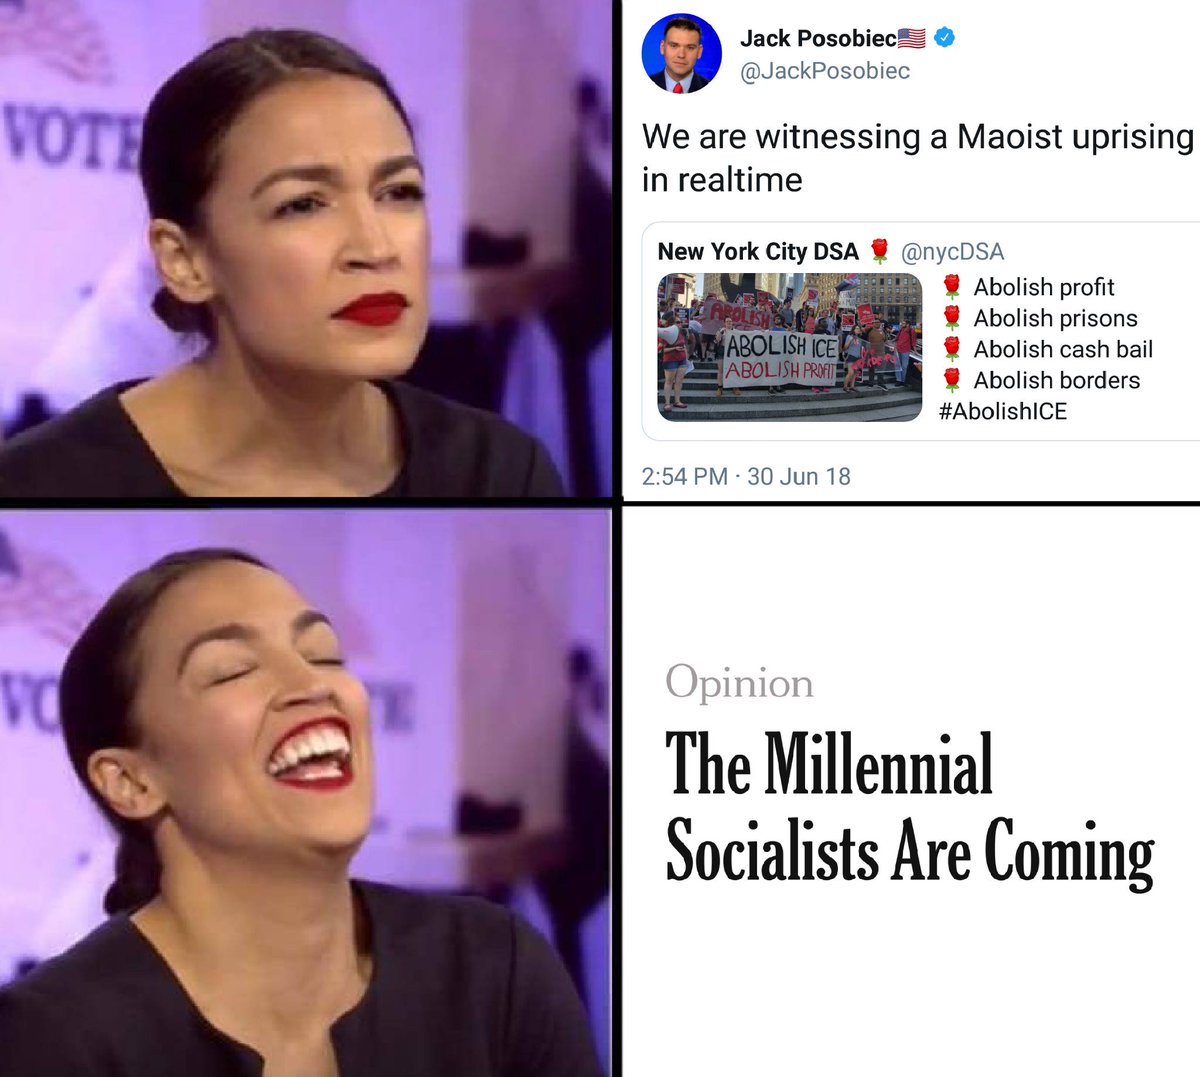 VOTE
Jack Posobiec🇺🇸
@JackPosobiec
We are witnessing a Maoist uprising
in realtime
New York City DSA 🌹 @nycDSA
🌹 Abolish profit
🌹 Abolish prisons
🌹 Abolish cash bail
🌹 Abolish borders
#AbolishICE
ABOLISH
ABOLISH ICE
ABOLISH PROFIT
2:54 PM · 30 Jun 18
VO
TE
Opinion
The Millennial
Socialists Are Coming